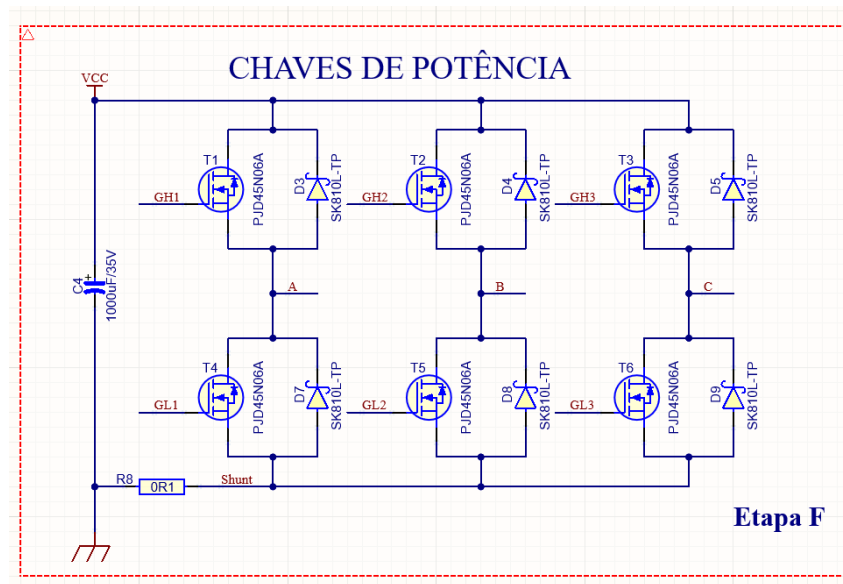 CHAVES DE POTÊNCIA
VCC
T1
D3
T2
D4
T3
D5
PJD45N06A
SK810L-TP
PJD45N06A
SK810L-TP
PJD45N06A
SK810L-TP
GH1
GH2
GH3
C4
+
1000uF/35V
A
B
C
T4
D7
T5
D8
T6
D9
PJD45N06A
SK810L-TP
PJD45N06A
SK810L-TP
PJD45N06A
SK810L-TP
GL1
GL2
GL3
R8
0R1
Shunt
Etapa F